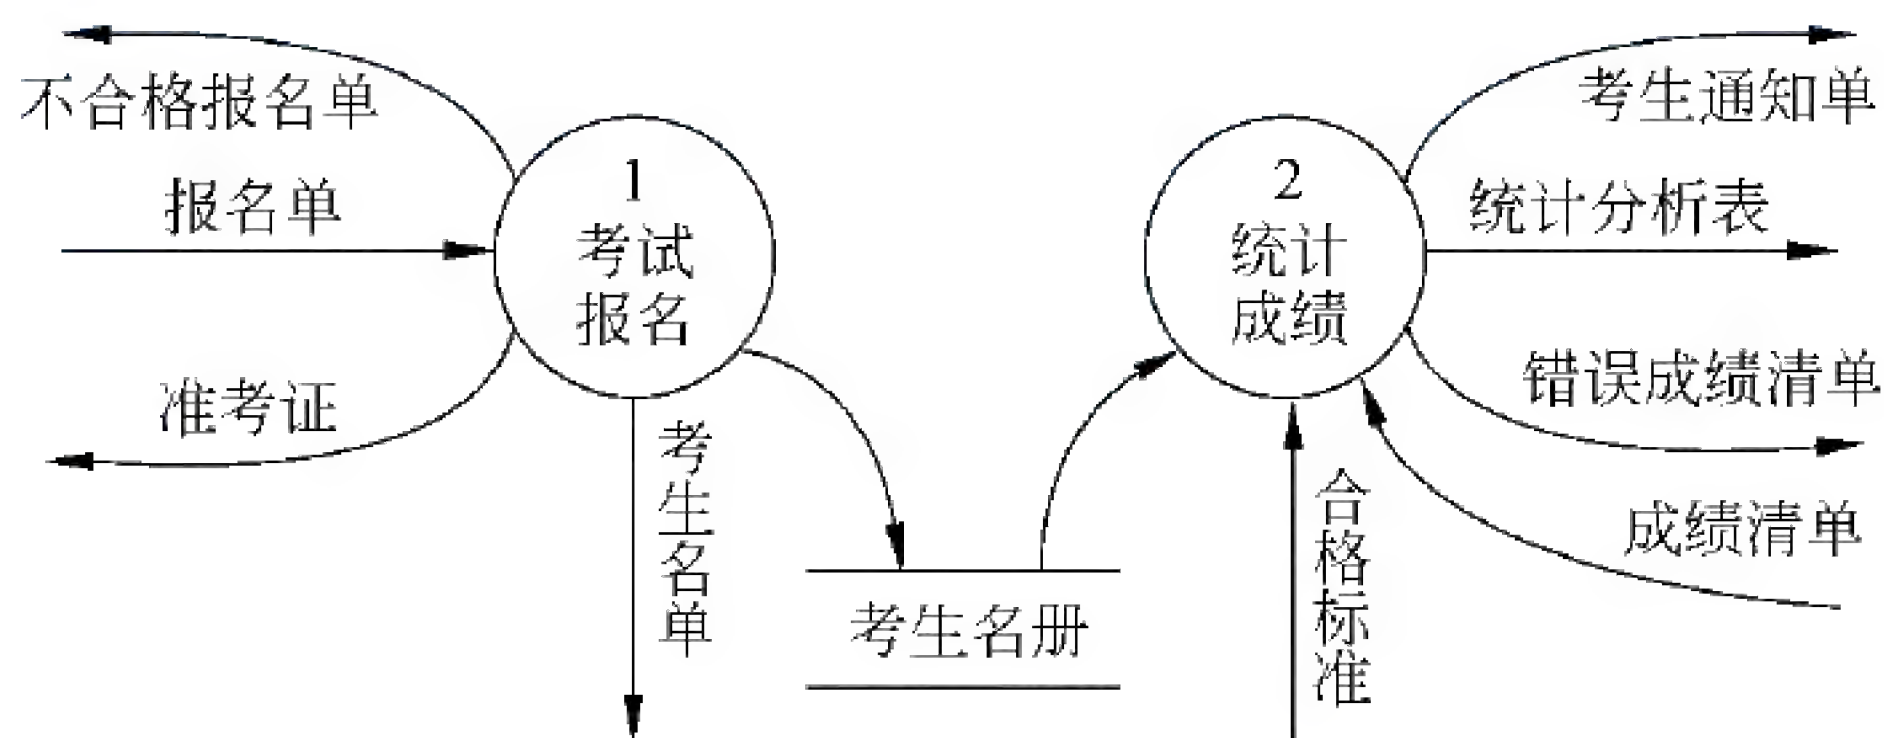 不合格报名单
报名单
准考证
1
考试
报名
考生名单
考生名册
2
统计
成绩
合格标准
考生通知单
统计分析表
错误成绩清单
成绩清单